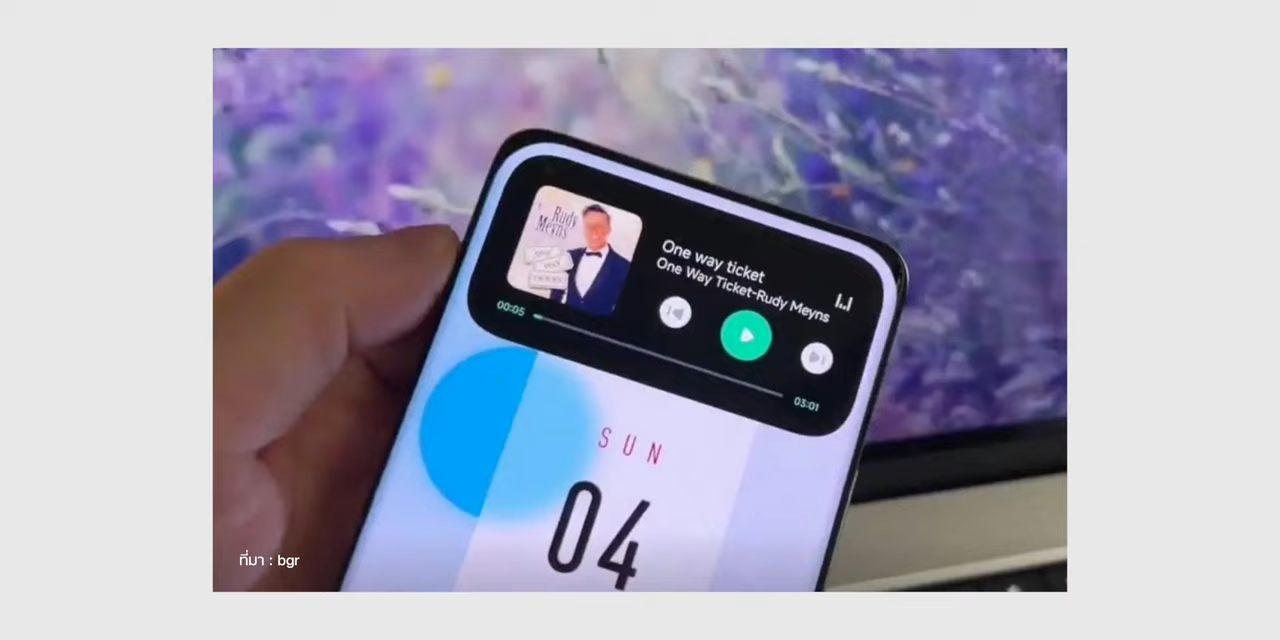 Rudy
Meyns
One way ticket
One Way Ticket-Rudy Meyns
00:05
03:01
SUN
04
ที่มา : bgr